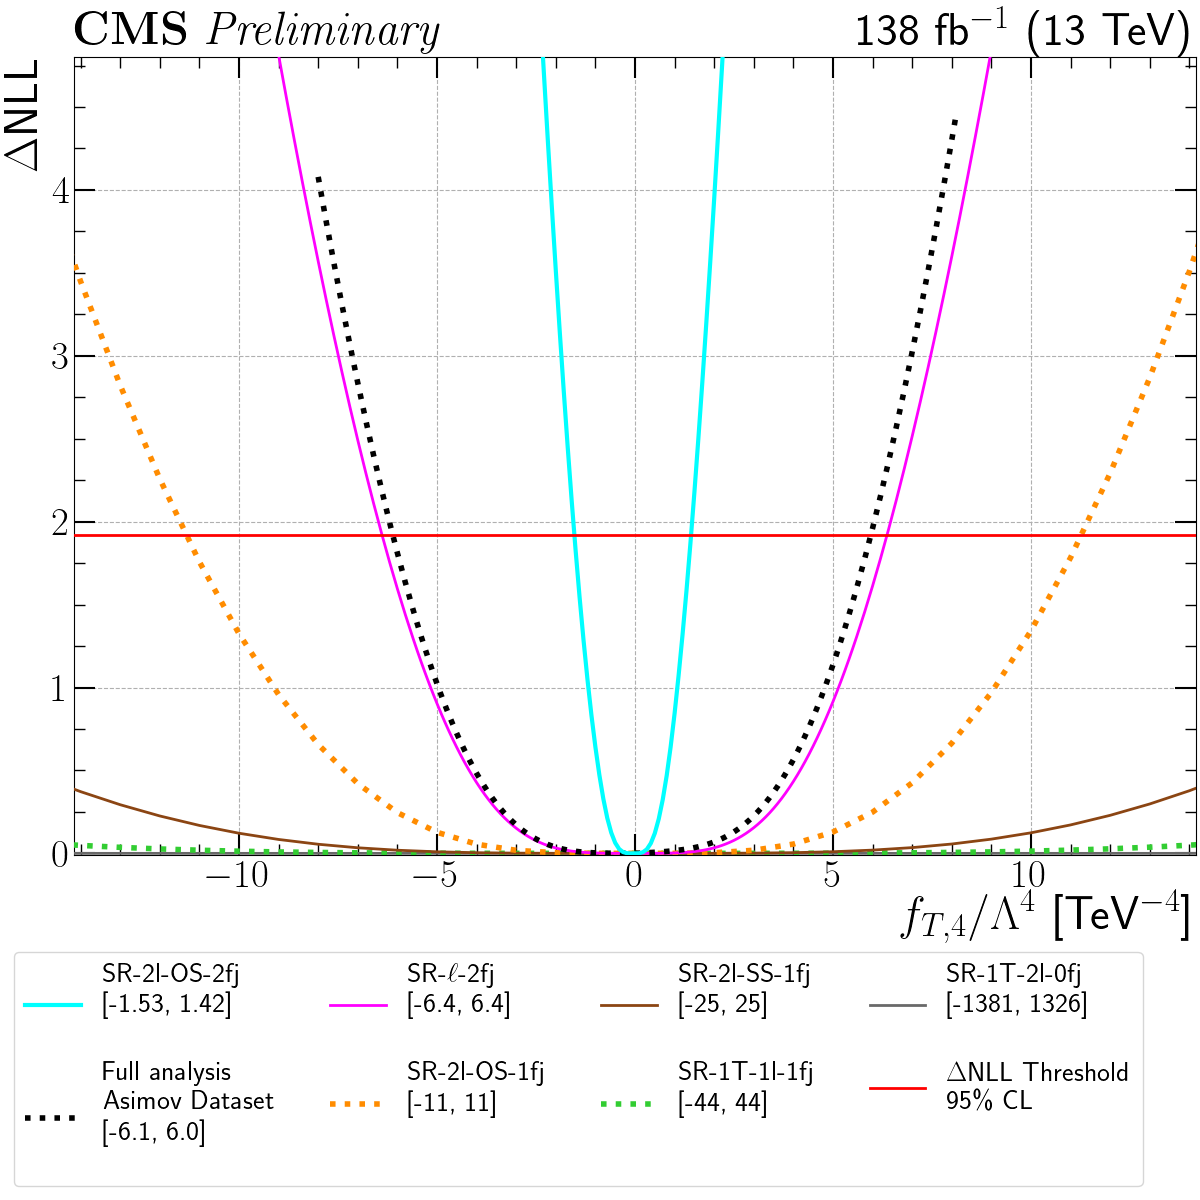 CMS Preliminary
138 fb⁻¹ (13 TeV)
ΔNLL
4
3
2
1
0
−10
−5
0
5
10
f_{T,4}/Λ⁴ [TeV⁻⁴]
SR-2l-OS-2fj
[-1.53, 1.42]
Full analysis
Asimov Dataset
[-6.1, 6.0]
SR-ℓ-2fj
[-6.4, 6.4]
SR-2l-OS-1fj
[-11, 11]
SR-2l-SS-1fj
[-25, 25]
SR-1T-1l-1fj
[-44, 44]
SR-1T-2l-0fj
[-1381, 1326]
ΔNLL Threshold
95% CL